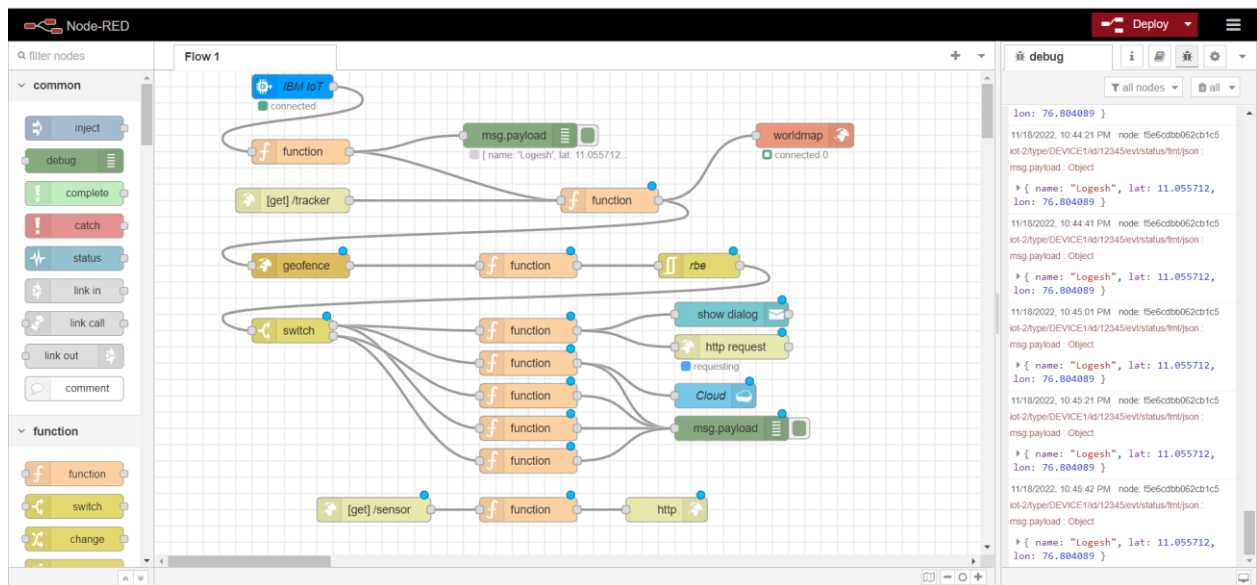 Node-RED
Deploy
filter nodes
common
inject
debug
complete
catch
status
link in
link call
link out
comment
function
function
switch
change
Flow 1
IBM IoT
connected
function
msg.payload
{ name: 'Logesh', lat: 11.055712...
worldmap
connected 0
[get] /tracker
function
geofence
function
rbe
switch
function
function
function
function
function
show dialog
http request
requesting
Cloud
msg.payload
[get] /sensor
function
http
debug
i
all nodes
all
lon: 76.804089 }
11/18/2022, 10:44:21 PM node: f5e6cdbb062cb1c5
iot-2/type/DEVICE1/id/12345/evt/status/fmt/json :
msg.payload : Object
{ name: "Logesh", lat: 11.055712,
lon: 76.804089 }
11/18/2022, 10:44:41 PM node: f5e6cdbb062cb1c5
iot-2/type/DEVICE1/id/12345/evt/status/fmt/json :
msg.payload : Object
{ name: "Logesh", lat: 11.055712,
lon: 76.804089 }
11/18/2022, 10:45:01 PM node: f5e6cdbb062cb1c5
iot-2/type/DEVICE1/id/12345/evt/status/fmt/json :
msg.payload : Object
{ name: "Logesh", lat: 11.055712,
lon: 76.804089 }
11/18/2022, 10:45:21 PM node: f5e6cdbb062cb1c5
iot-2/type/DEVICE1/id/12345/evt/status/fmt/json :
msg.payload : Object
{ name: "Logesh", lat: 11.055712,
lon: 76.804089 }
11/18/2022, 10:45:42 PM node: f5e6cdbb062cb1c5
iot-2/type/DEVICE1/id/12345/evt/status/fmt/json :
msg.payload : Object
{ name: "Logesh", lat: 11.055712,
lon: 76.804089 }